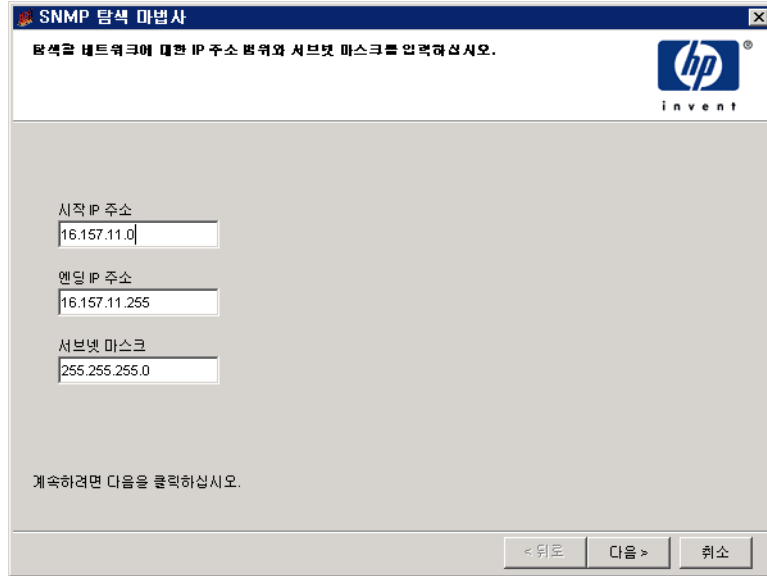 SNMP 탐색 마법사
탐색할 네트워크에 대한 IP 주소 범위와 서브넷 마스크를 입력하십시오.
hp
®
invent
시작 IP 주소
16.157.11.0
엔딩 IP 주소
16.157.11.255
서브넷 마스크
255.255.255.0
계속하려면 다음을 클릭하십시오.
< 뒤로
다음 >
취소